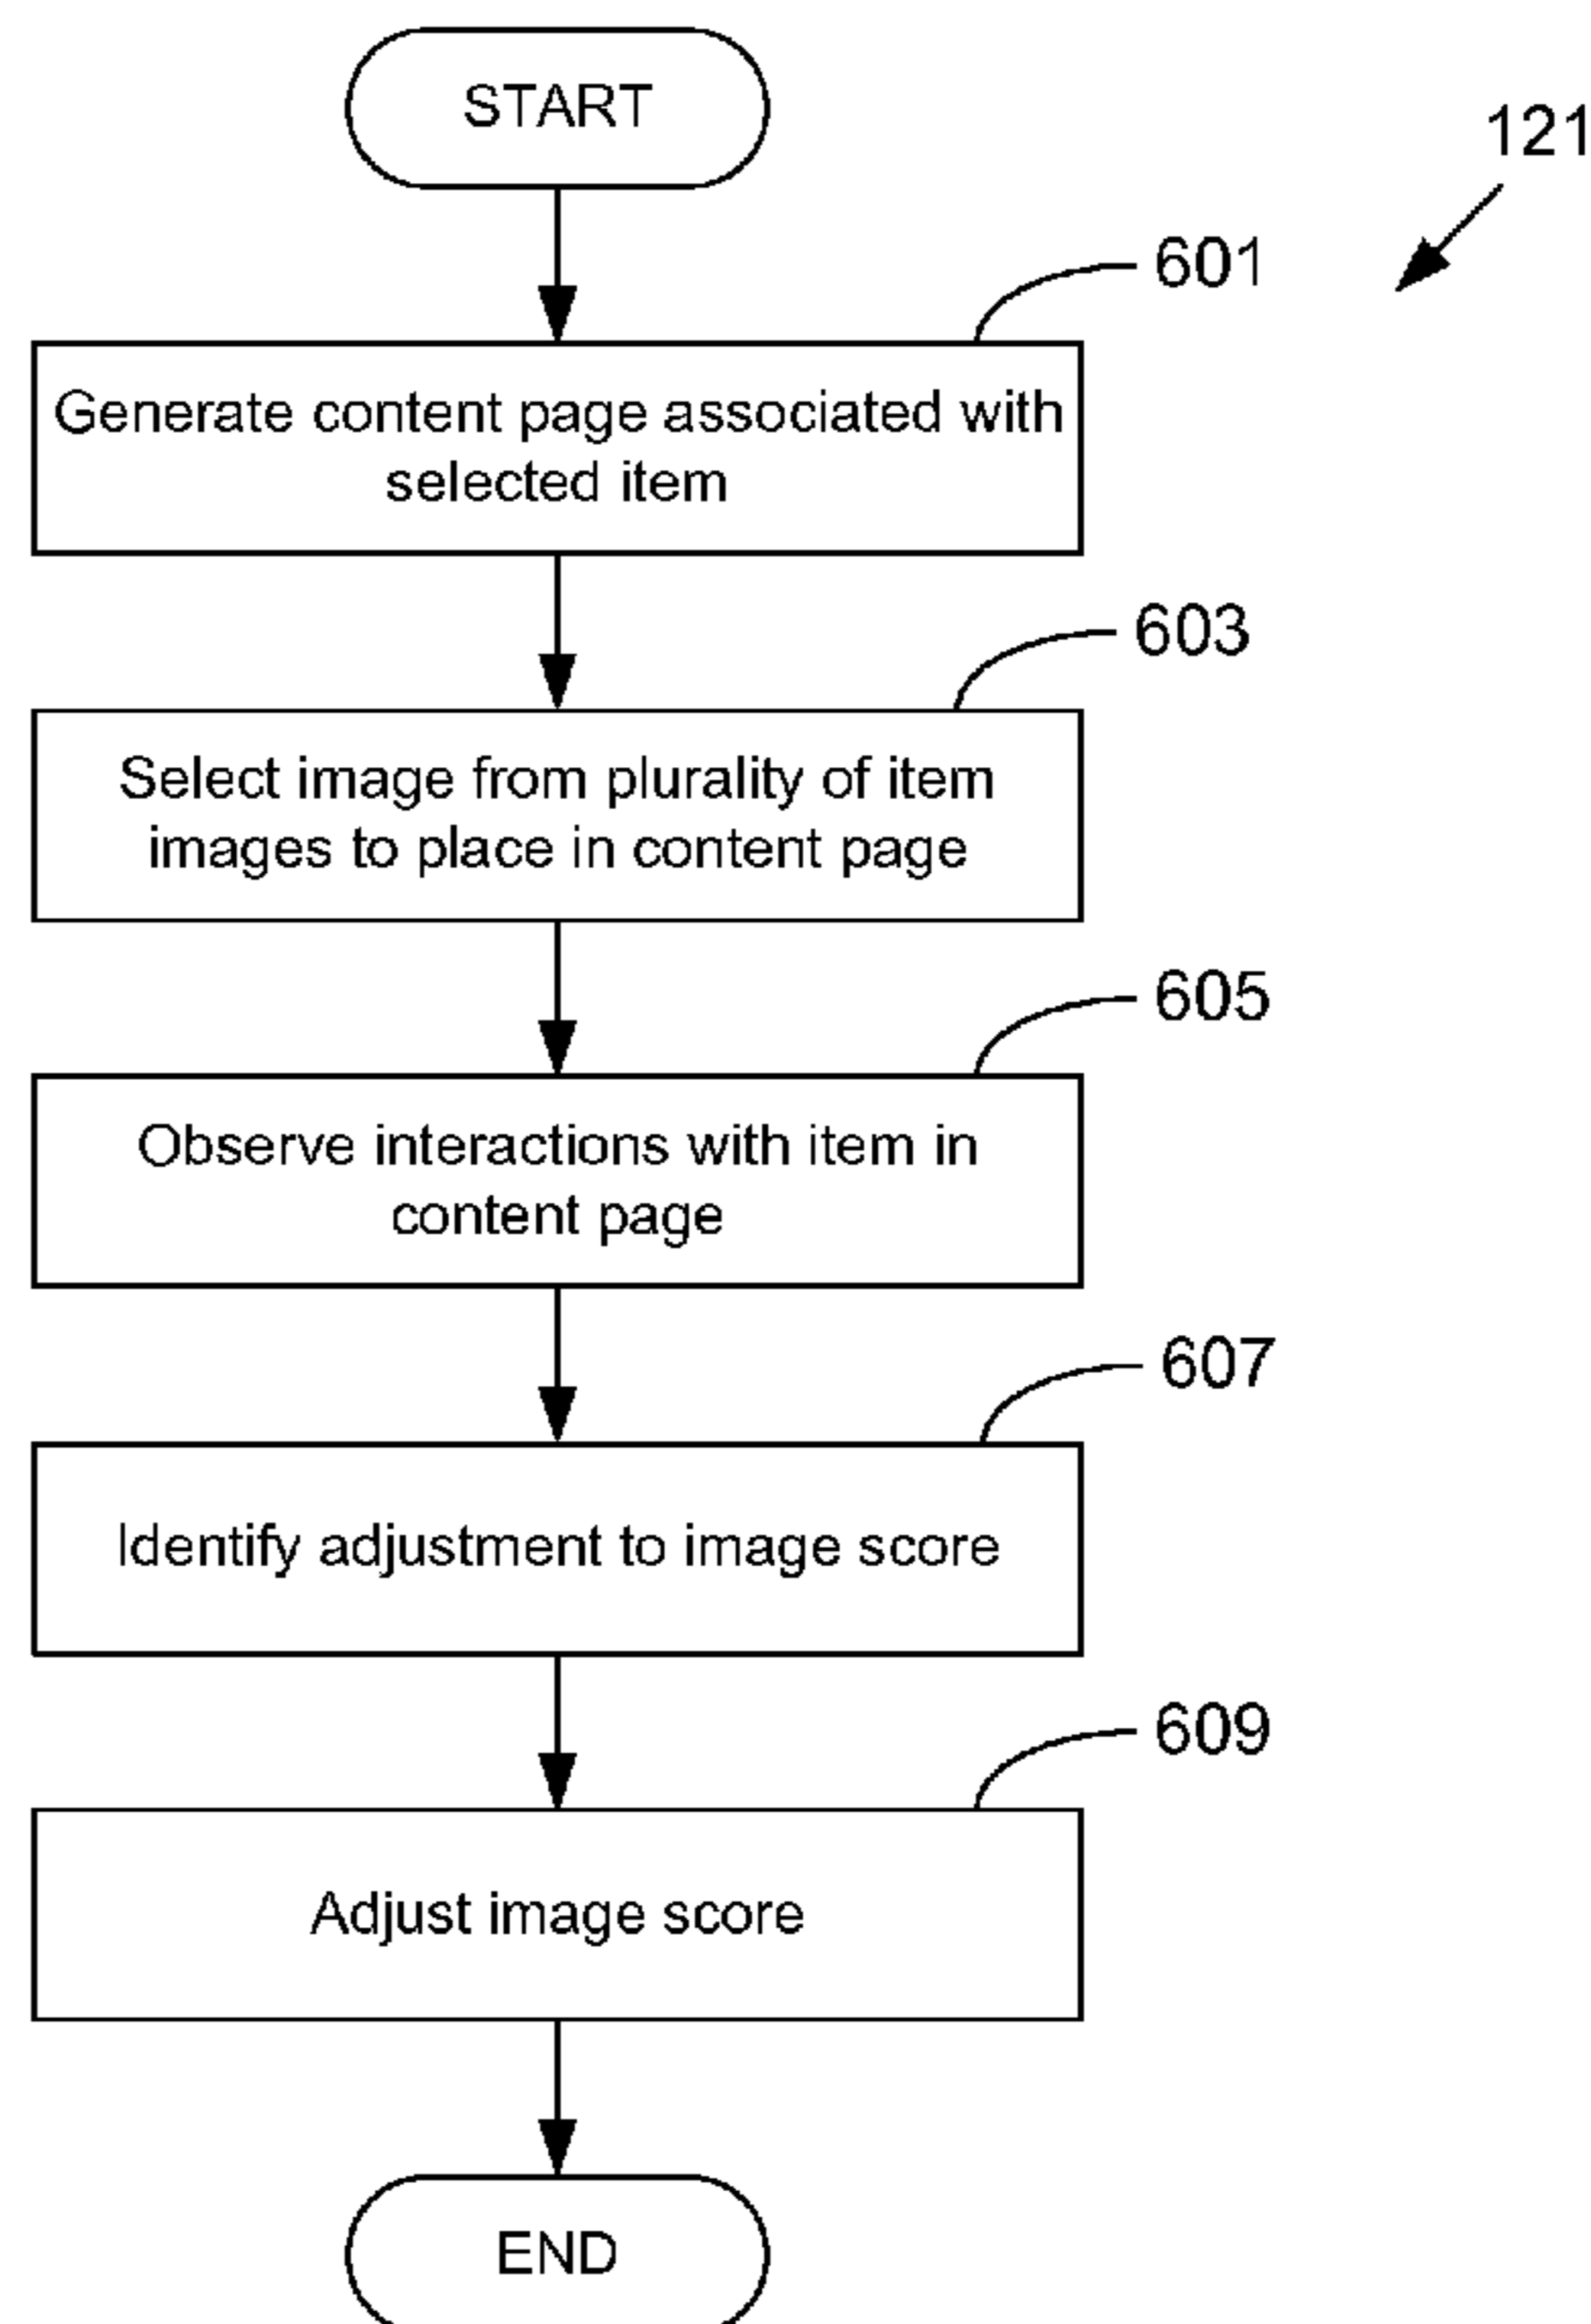 START
121
601
Generate content page associated with
selected item
603
Select image from plurality of item
images to place in content page
605
Observe interactions with item in
content page
607
Identify adjustment to image score
609
Adjust image score
END